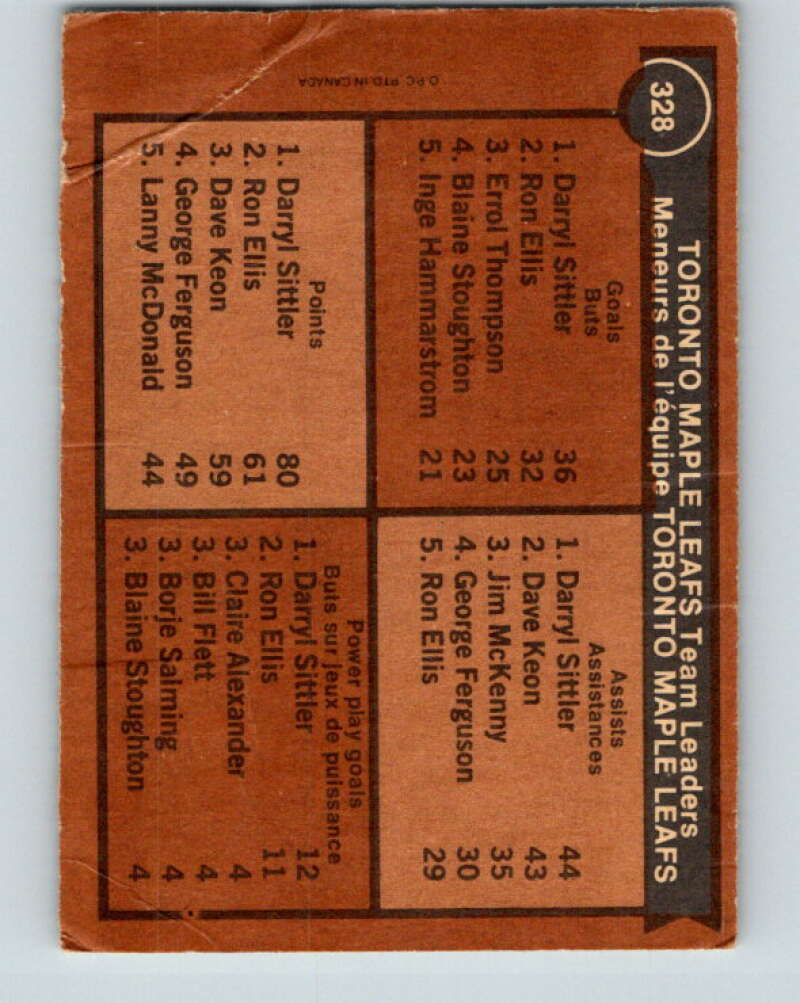 328
TORONTO MAPLE LEAFS Team Leaders
Meneurs de l'équipe TORONTO MAPLE LEAFS
Goals
Buts
1. Darryl Sittler 36
2. Ron Ellis 32
3. Errol Thompson 25
4. Blaine Stoughton 23
5. Inge Hammarstrom 21
Assists
Assistances
1. Darryl Sittler 44
2. Dave Keon 43
3. Jim McKenny 35
4. George Ferguson 30
5. Ron Ellis 29
Points
1. Darryl Sittler 80
2. Ron Ellis 61
3. Dave Keon 59
4. George Ferguson 49
5. Lanny McDonald 44
Power play goals
Buts sur jeux de puissance
1. Darryl Sittler 12
2. Ron Ellis 11
3. Claire Alexander 4
3. Bill Flett 4
3. Borje Salming 4
3. Blaine Stoughton 4
O.P.C. PTD. IN CANADA